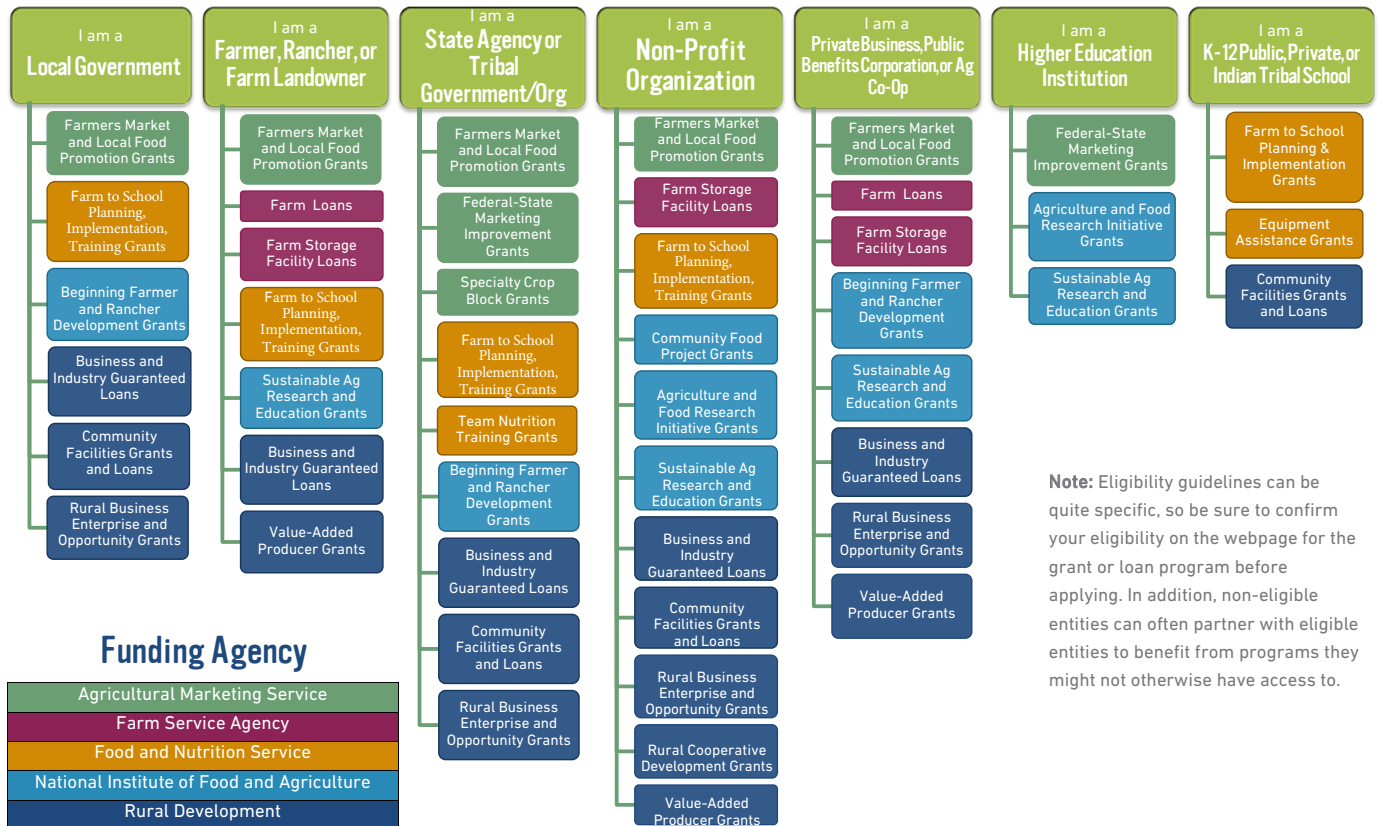 I am a
Local Government
Farmers Market
and Local Food
Promotion Grants
Farm to School
Planning,
Implementation,
Training Grants
Beginning Farmer
and Rancher
Development Grants
Business and
Industry Guaranteed
Loans
Community
Facilities Grants
and Loans
Rural Business
Enterprise and
Opportunity Grants
I am a
Farmer, Rancher, or
Farm Landowner
Farmers Market
and Local Food
Promotion Grants
Farm Loans
Farm Storage
Facility Loans
Farm to School
Planning,
Implementation,
Training Grants
Sustainable Ag
Research and
Education Grants
Business and
Industry Guaranteed
Loans
Value-Added
Producer Grants
I am a
State Agency or
Tribal
Government/Org
Farmers Market
and Local Food
Promotion Grants
Federal-State
Marketing
Improvement
Grants
Specialty Crop
Block Grants
Farm to School
Planning,
Implementation,
Training Grants
Team Nutrition
Training Grants
Beginning Farmer
and Rancher
Development
Grants
Business and
Industry
Guaranteed Loans
Community
Facilities Grants
and Loans
Rural Business
Enterprise and
Opportunity Grants
I am a
Non-Profit
Organization
Farmers Market
and Local Food
Promotion Grants
Farm Storage
Facility Loans
Farm to School
Planning,
Implementation,
Training Grants
Community Food
Project Grants
Agriculture and
Food Research
Initiative Grants
Sustainable Ag
Research and
Education Grants
Business and
Industry
Guaranteed Loans
Community
Facilities Grants
and Loans
Rural Business
Enterprise and
Opportunity Grants
Rural Cooperative
Development Grants
Value-Added
Producer Grants
I am a
Private Business, Public
Benefits Corporation, or Ag
Co-Op
Farmers Market
and Local Food
Promotion Grants
Farm Loans
Farm Storage
Facility Loans
Beginning Farmer
and Rancher
Development
Grants
Sustainable Ag
Research and
Education Grants
Business and
Industry
Guaranteed Loans
Rural Business
Enterprise and
Opportunity Grants
Value-Added
Producer Grants
I am a
Higher Education
Institution
Federal-State
Marketing
Improvement Grants
Agriculture and Food
Research Initiative
Grants
Sustainable Ag
Research and
Education Grants
I am a
K-12 Public, Private, or
Indian Tribal School
Farm to School
Planning &
Implementation
Grants
Equipment
Assistance Grants
Community
Facilities Grants
and Loans
Note: Eligibility guidelines can be
quite specific, so be sure to confirm
your eligibility on the webpage for the
grant or loan program before
applying. In addition, non-eligible
entities can often partner with eligible
entities to benefit from programs they
might not otherwise have access to.
Funding Agency
Agricultural Marketing Service
Farm Service Agency
Food and Nutrition Service
National Institute of Food and Agriculture
Rural Development